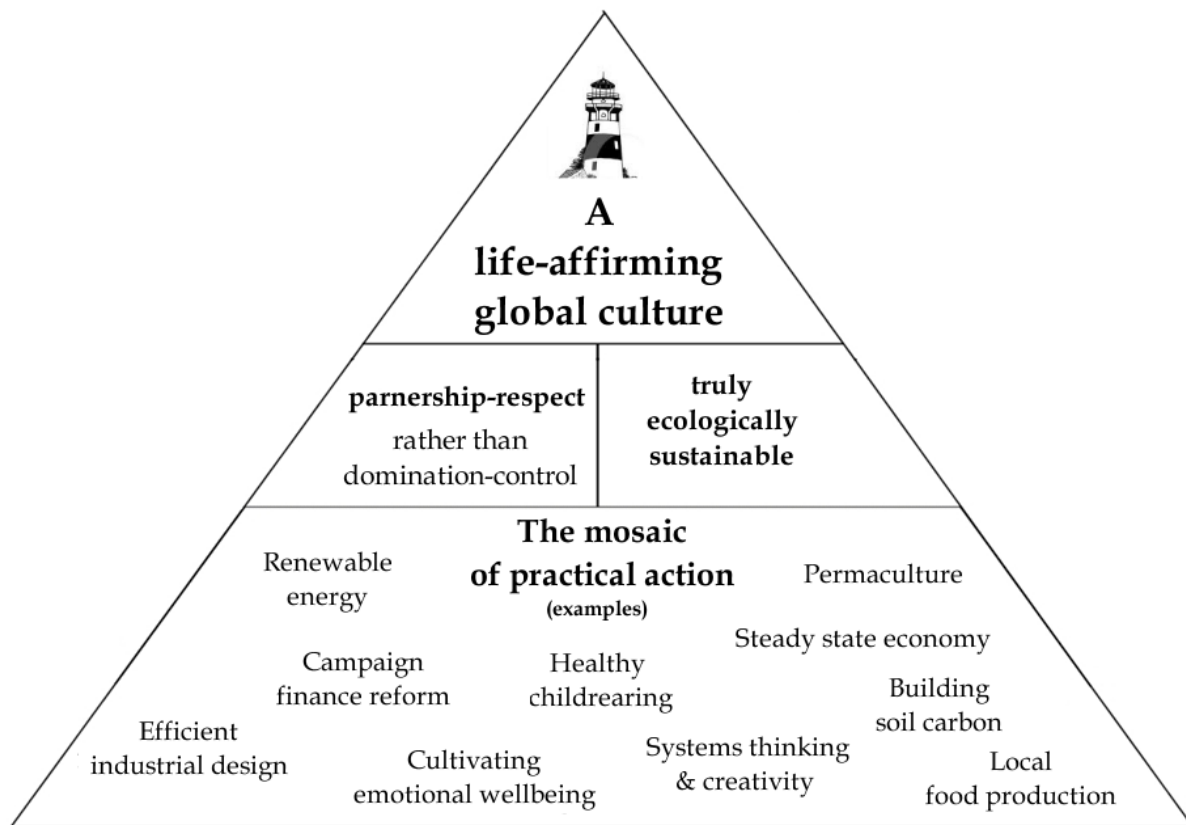 A
life-affirming
global culture
parnership-respect
rather than
domination-control
truly
ecologically
sustainable
The mosaic
of practical action
(examples)
Renewable
energy
Permaculture
Steady state economy
Campaign
finance reform
Healthy
childrearing
Building
soil carbon
Efficient
industrial design
Cultivating
emotional wellbeing
Systems thinking
& creativity
Local
food production